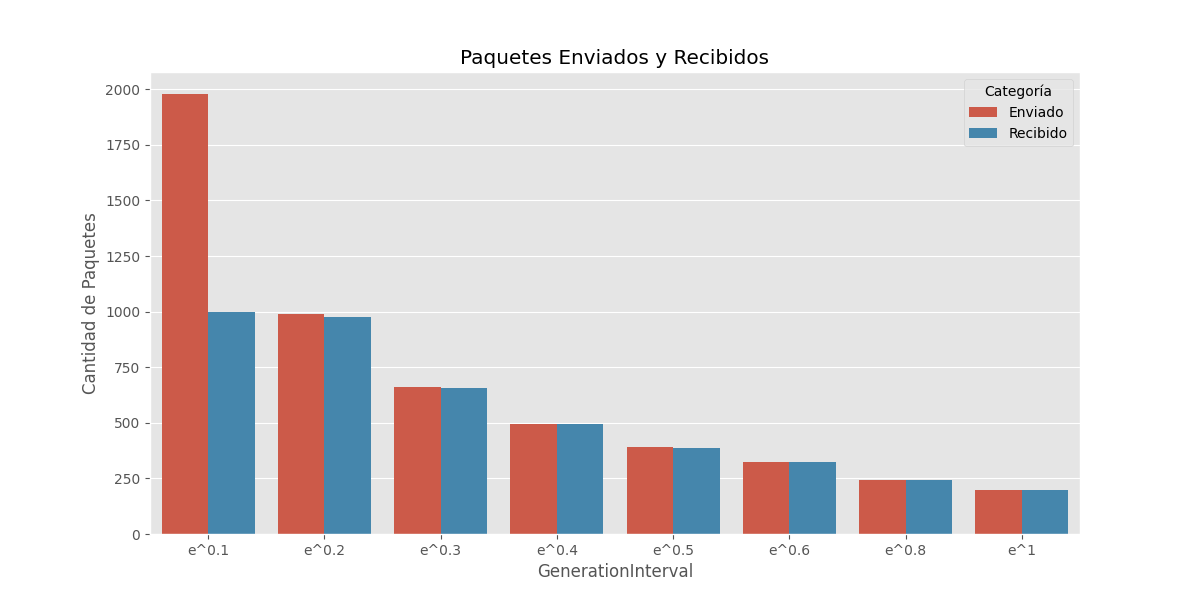 Paquetes Enviados y Recibidos
Categoría
Enviado
Recibido
Cantidad de Paquetes
2000
1750
1500
1250
1000
750
500
250
0
e^0.1 e^0.2 e^0.3 e^0.4 e^0.5 e^0.6 e^0.8 e^1
GenerationInterval